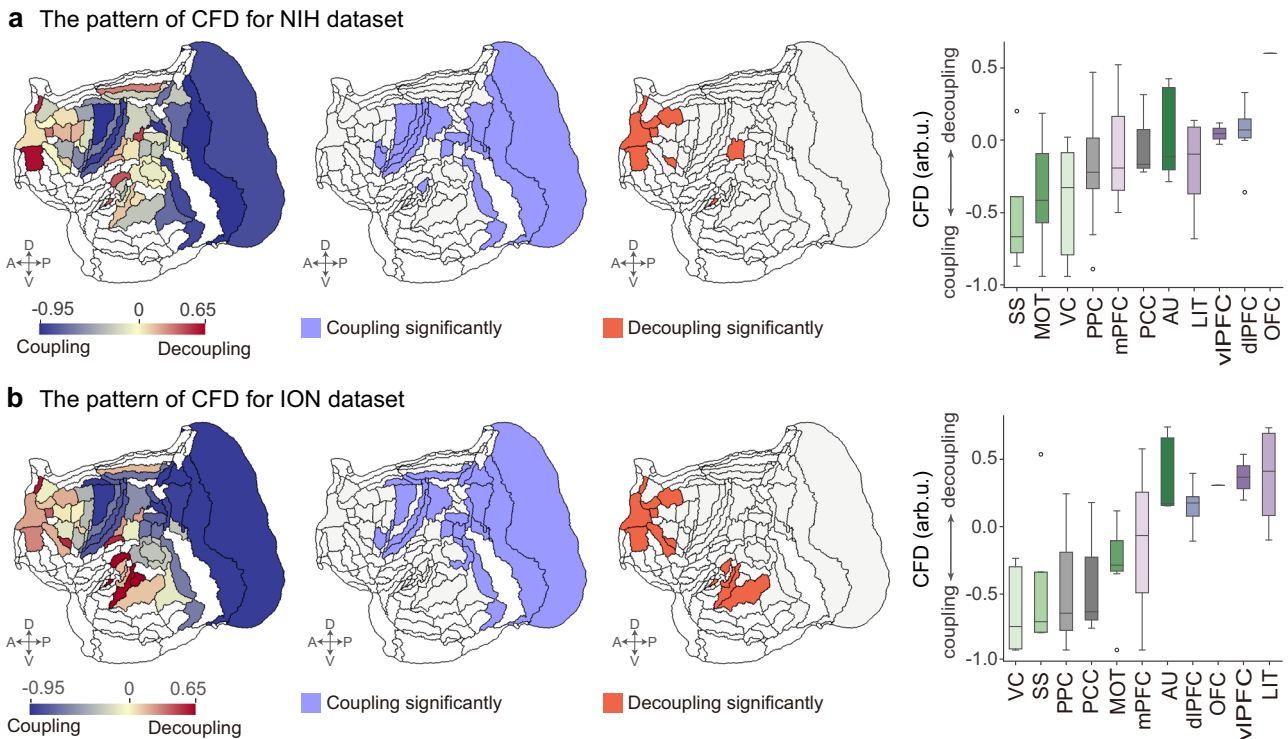 a The pattern of CFD for NIH dataset
D
A P
V
-0.95 0 0.65
Coupling Decoupling
D
A P
V
Coupling significantly
D
A P
V
Decoupling significantly
CFD (arb.u.)
coupling decoupling
0.5
0.0
-0.5
-1.0
SS MOT VC PPC mPFC PCC AU LIT vlPFC dlPFC OFC
b The pattern of CFD for ION dataset
D
A P
V
-0.95 0 0.65
Coupling Decoupling
D
A P
V
Coupling significantly
D
A P
V
Decoupling significantly
CFD (arb.u.)
coupling decoupling
0.5
0.0
-0.5
-1.0
VC SS PPC PCC MOT mPFC AU dlPFC OFC vlPFC LIT